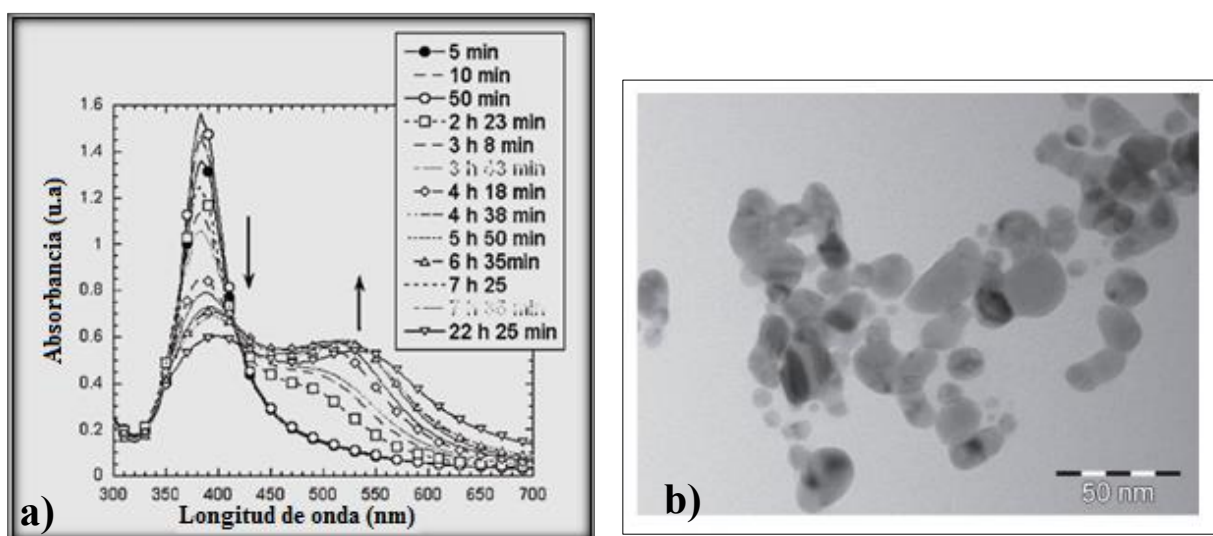 5 min
10 min
50 min
2 h 23 min
3 h 8 min
3 h 43 min
4 h 18 min
4 h 38 min
5 h 50 min
6 h 35min
7 h 25
22 h 25 min
Absorbancia (u.a)
1.6
1.4
1.2
1
0.8
0.6
0.4
0.2
0
300
350
400
450
500
550
600
650
700
Longitud de onda (nm)
a)
b)
50 nm